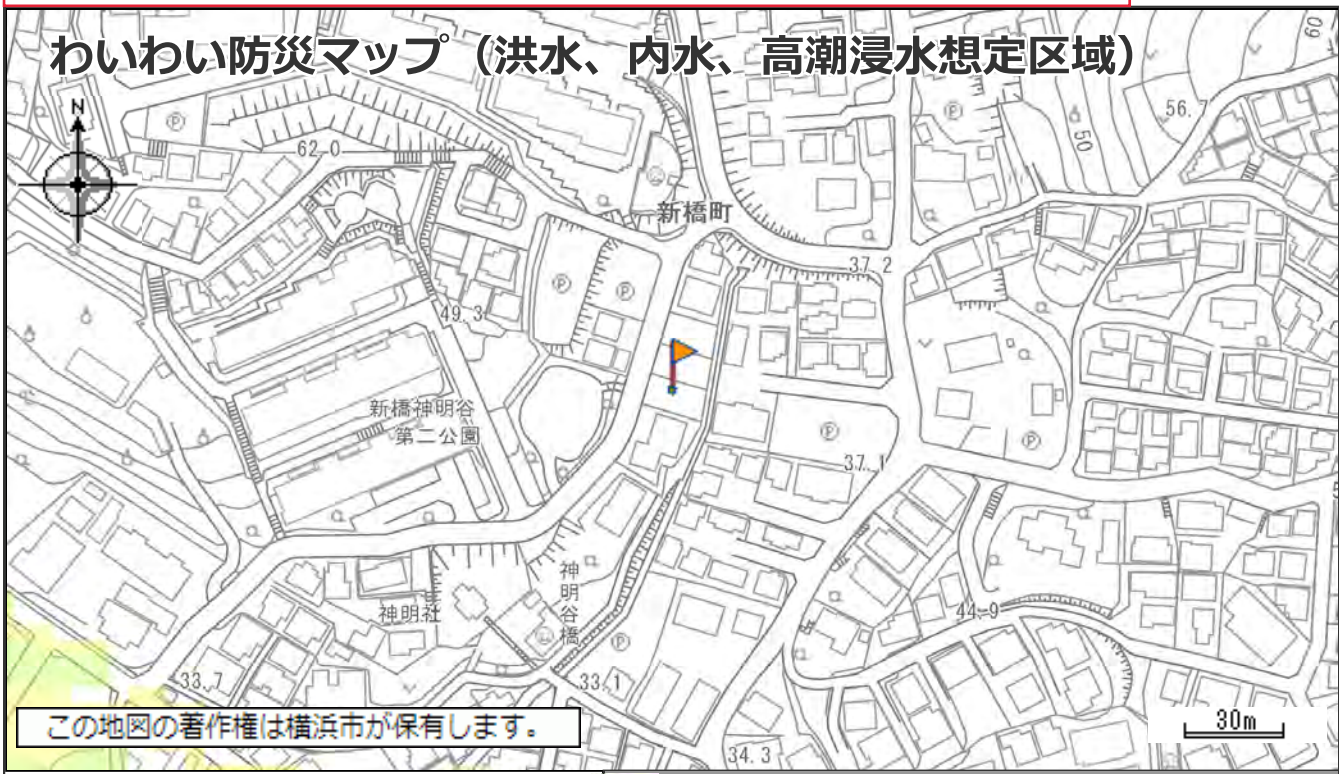 わいわい防災マップ（洪水、内水、高潮浸水想定区域）
N
60
56.7
50
62.0
新橋町
37.2
49.3
新橋神明谷
第二公園
37.1
神明谷橋
神明社
44.9
33.7
33.1
34.3
この地図の著作権は横浜市が保有します。
30m